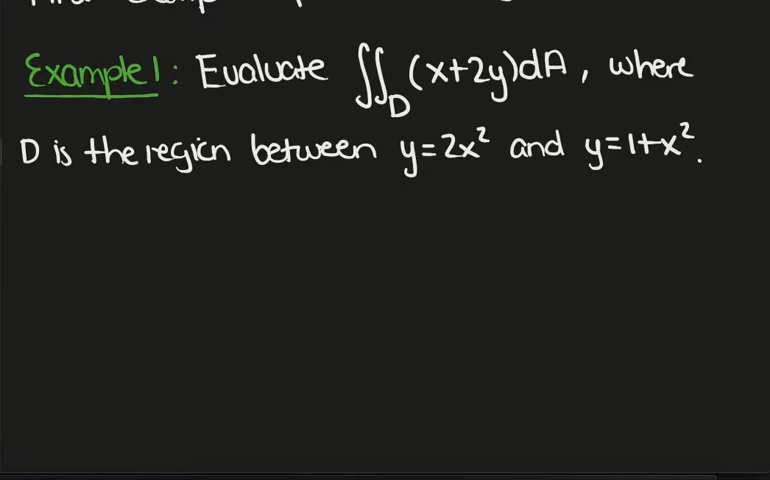 Example 1: Evaluate ∬_D (x+2y)dA, where
D is the region between y=2x² and y=1+x².